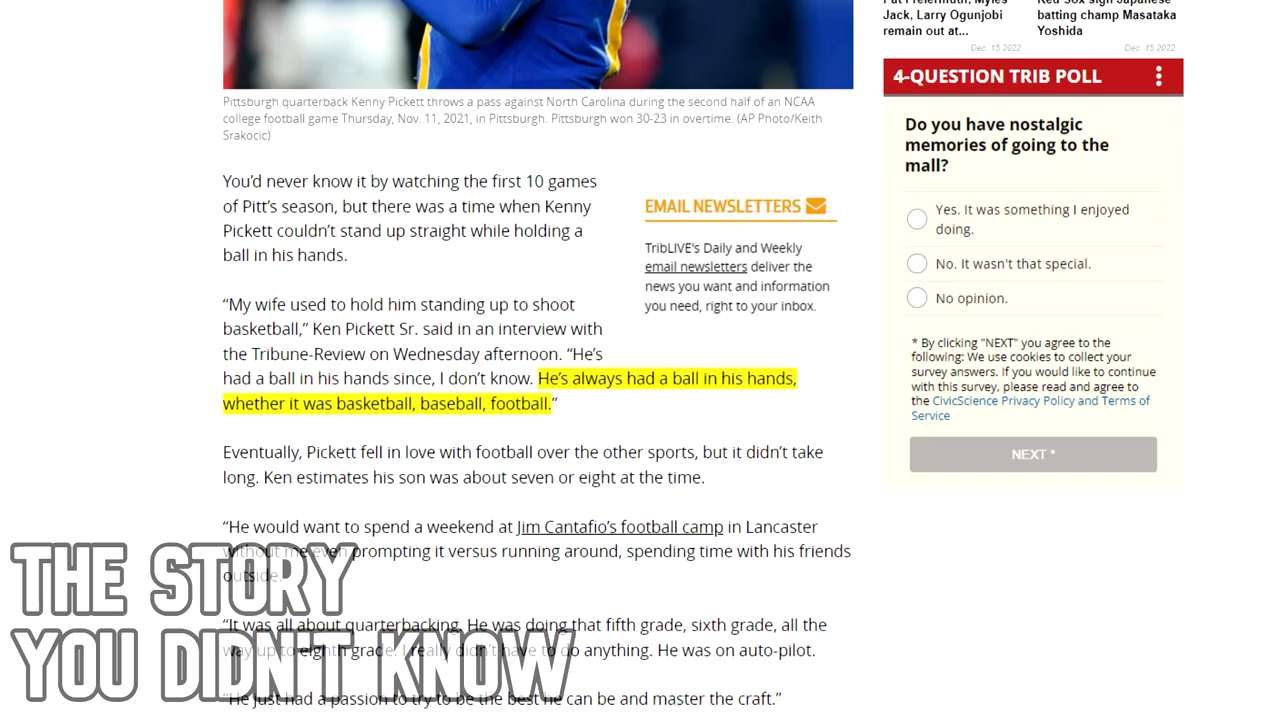 Pat Freiermuth, Myles
Jack, Larry Ogunjobi
remain out at...
Dec 15 2022
Red Sox sign Japanese
batting champ Masataka
Yoshida
Dec 15 2022
Pittsburgh quarterback Kenny Pickett throws a pass against North Carolina during the second half of an NCAA
college football game Thursday, Nov. 11, 2021, in Pittsburgh. Pittsburgh won 30-23 in overtime. (AP Photo/Keith
Srakocic)
You’d never know it by watching the first 10 games
of Pitt’s season, but there was a time when Kenny
Pickett couldn’t stand up straight while holding a
ball in his hands.
“My wife used to hold him standing up to shoot
basketball,” Ken Pickett Sr. said in an interview with
the Tribune-Review on Wednesday afternoon. “He’s
had a ball in his hands since, I don’t know. He’s always had a ball in his hands,
whether it was basketball, baseball, football.”
Eventually, Pickett fell in love with football over the other sports, but it didn’t take
long. Ken estimates his son was about seven or eight at the time.
“He would want to spend a weekend at Jim Cantafio’s football camp in Lancaster
without me even prompting it versus running around, spending time with his friends
outside.
“It was all about quarterbacking. He was doing that fifth grade, sixth grade, all the
way up to eighth grade. I really didn’t have to do anything. He was on auto-pilot.
“He just had a passion to try to be the best he can be and master the craft.”
EMAIL NEWSLETTERS
TribLIVE's Daily and Weekly
email newsletters deliver the
news you want and information
you need, right to your inbox.
4-QUESTION TRIB POLL
Do you have nostalgic
memories of going to the
mall?
Yes. It was something I enjoyed
doing.
No. It wasn't that special.
No opinion.
* By clicking "NEXT" you agree to the
following: We use cookies to collect your
survey answers. If you would like to continue
with this survey, please read and agree to
the CivicScience Privacy Policy and Terms of
Service
NEXT *
THE STORY
YOU DIDN'T KNOW